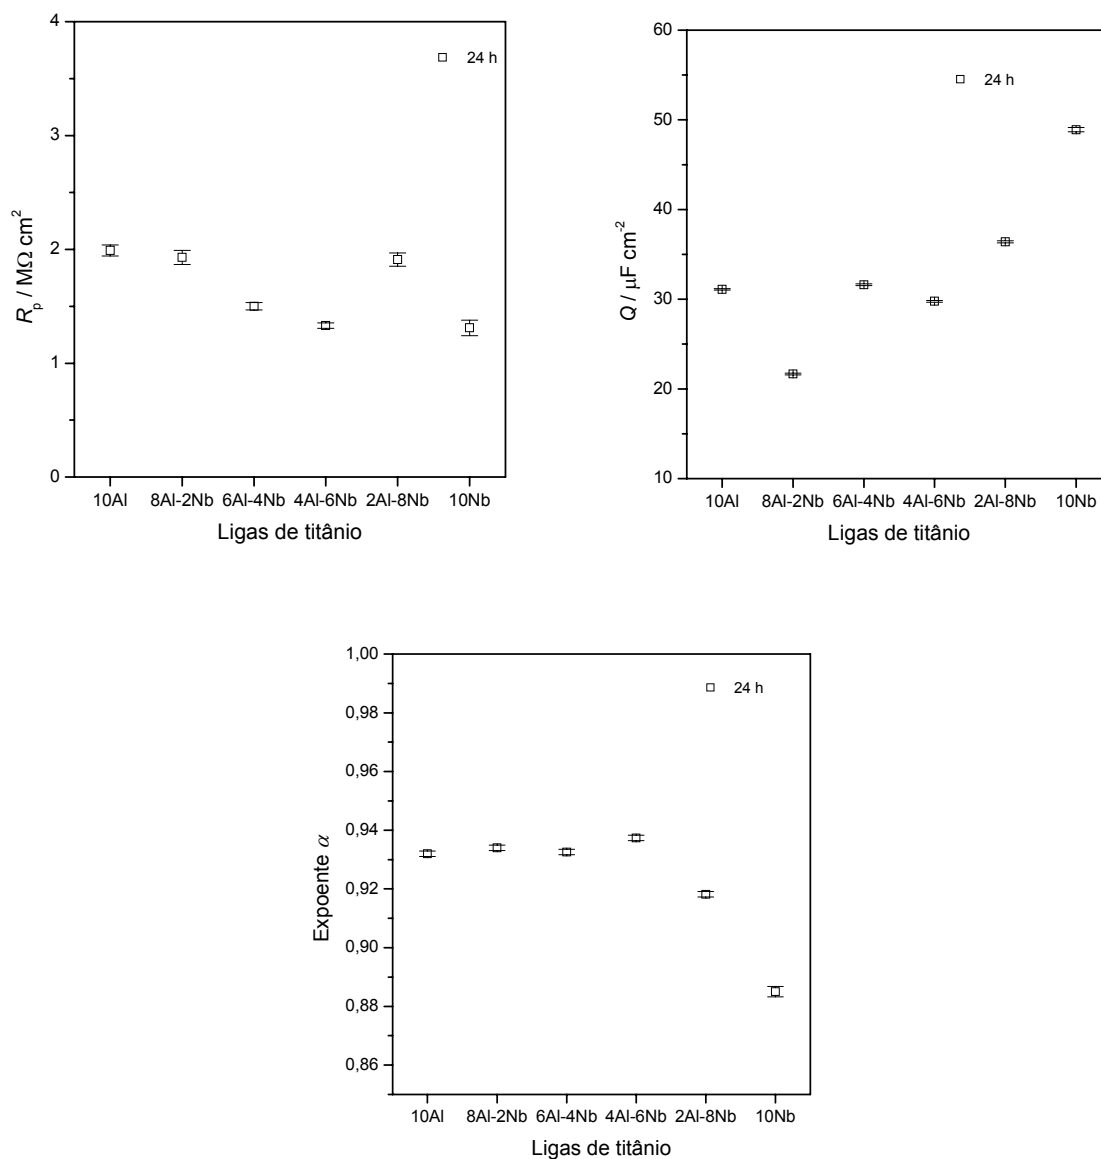 4
3
2
1
0
24 h
R_p / MΩ cm²
10Al 8Al-2Nb 6Al-4Nb 4Al-6Nb 2Al-8Nb 10Nb
Ligas de titânio
60
50
40
30
20
10
24 h
Q / μF cm⁻²
10Al 8Al-2Nb 6Al-4Nb 4Al-6Nb 2Al-8Nb 10Nb
Ligas de titânio
1,00
0,98
0,96
0,94
0,92
0,90
0,88
0,86
24 h
Expoente α
10Al 8Al-2Nb 6Al-4Nb 4Al-6Nb 2Al-8Nb 10Nb
Ligas de titânio